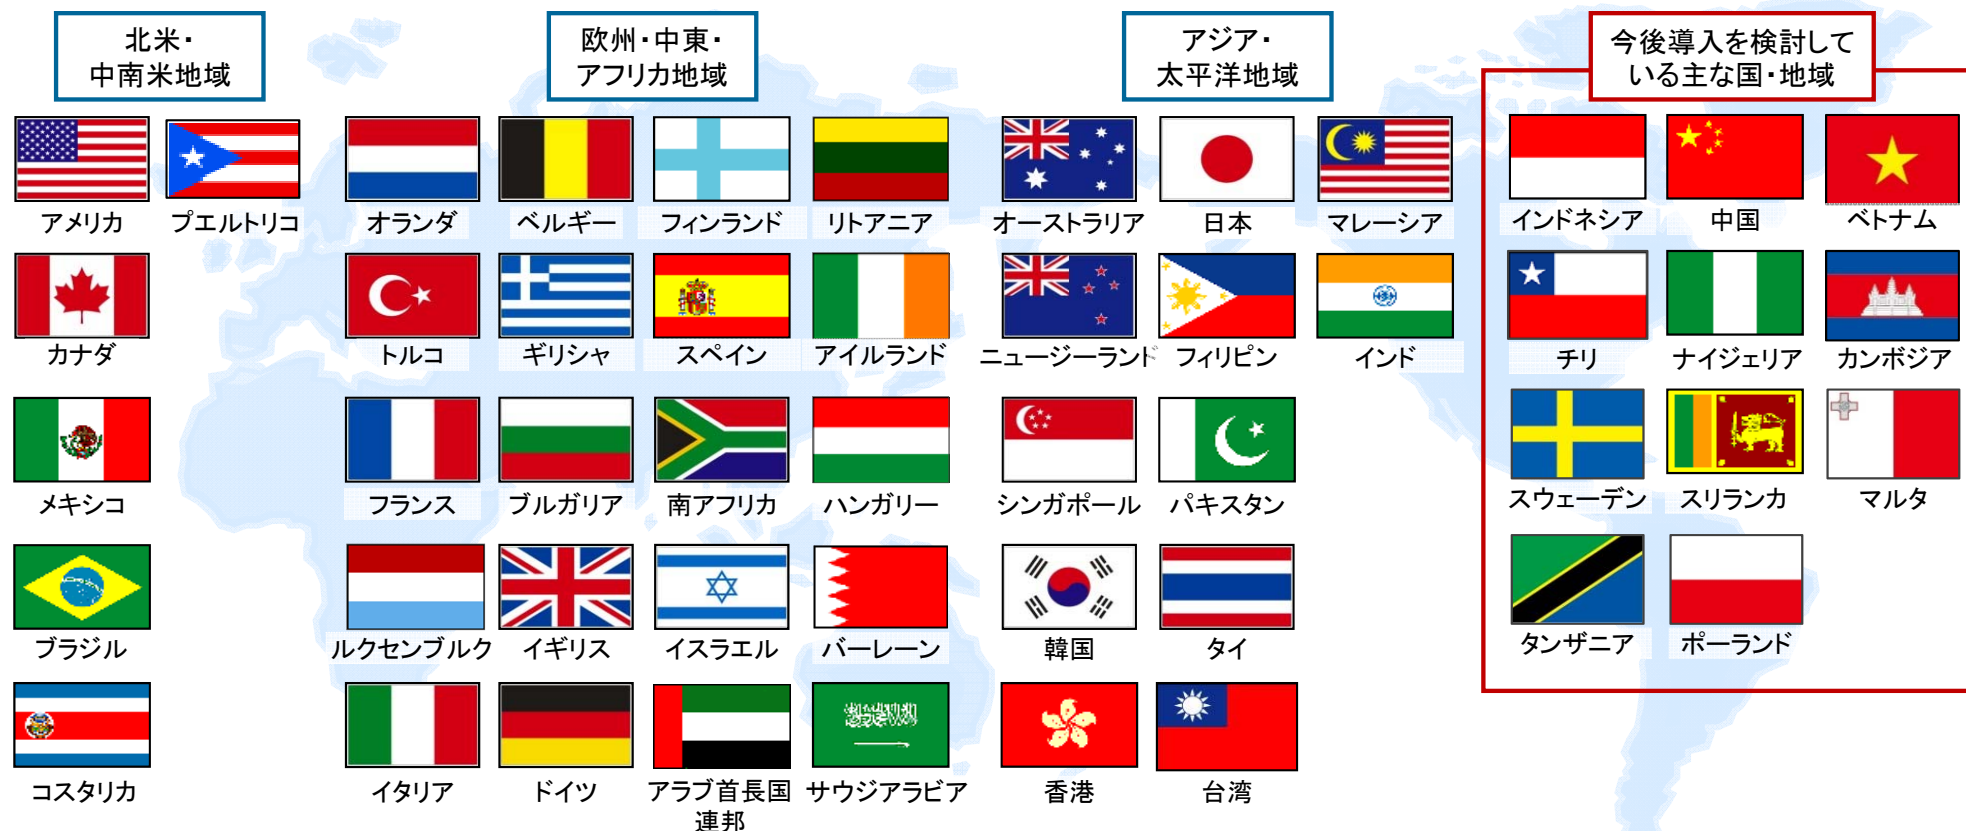 北米・
中南米地域
欧州・中東・
アフリカ地域
アジア・
太平洋地域
今後導入を検討して
いる主な国・地域
アメリカ
プエルトリコ
オランダ
ベルギー
フィンランド
リトアニア
オーストラリア
日本
マレーシア
インドネシア
中国
ベトナム
カナダ
トルコ
ギリシャ
スペイン
アイルランド
ニュージーランド
フィリピン
インド
チリ
ナイジェリア
カンボジア
メキシコ
フランス
ブルガリア
南アフリカ
ハンガリー
シンガポール
パキスタン
スウェーデン
スリランカ
マルタ
ブラジル
ルクセンブルク
イギリス
イスラエル
バーレーン
韓国
タイ
タンザニア
ポーランド
コスタリカ
イタリア
ドイツ
アラブ首長国
連邦
サウジアラビア
香港
台湾